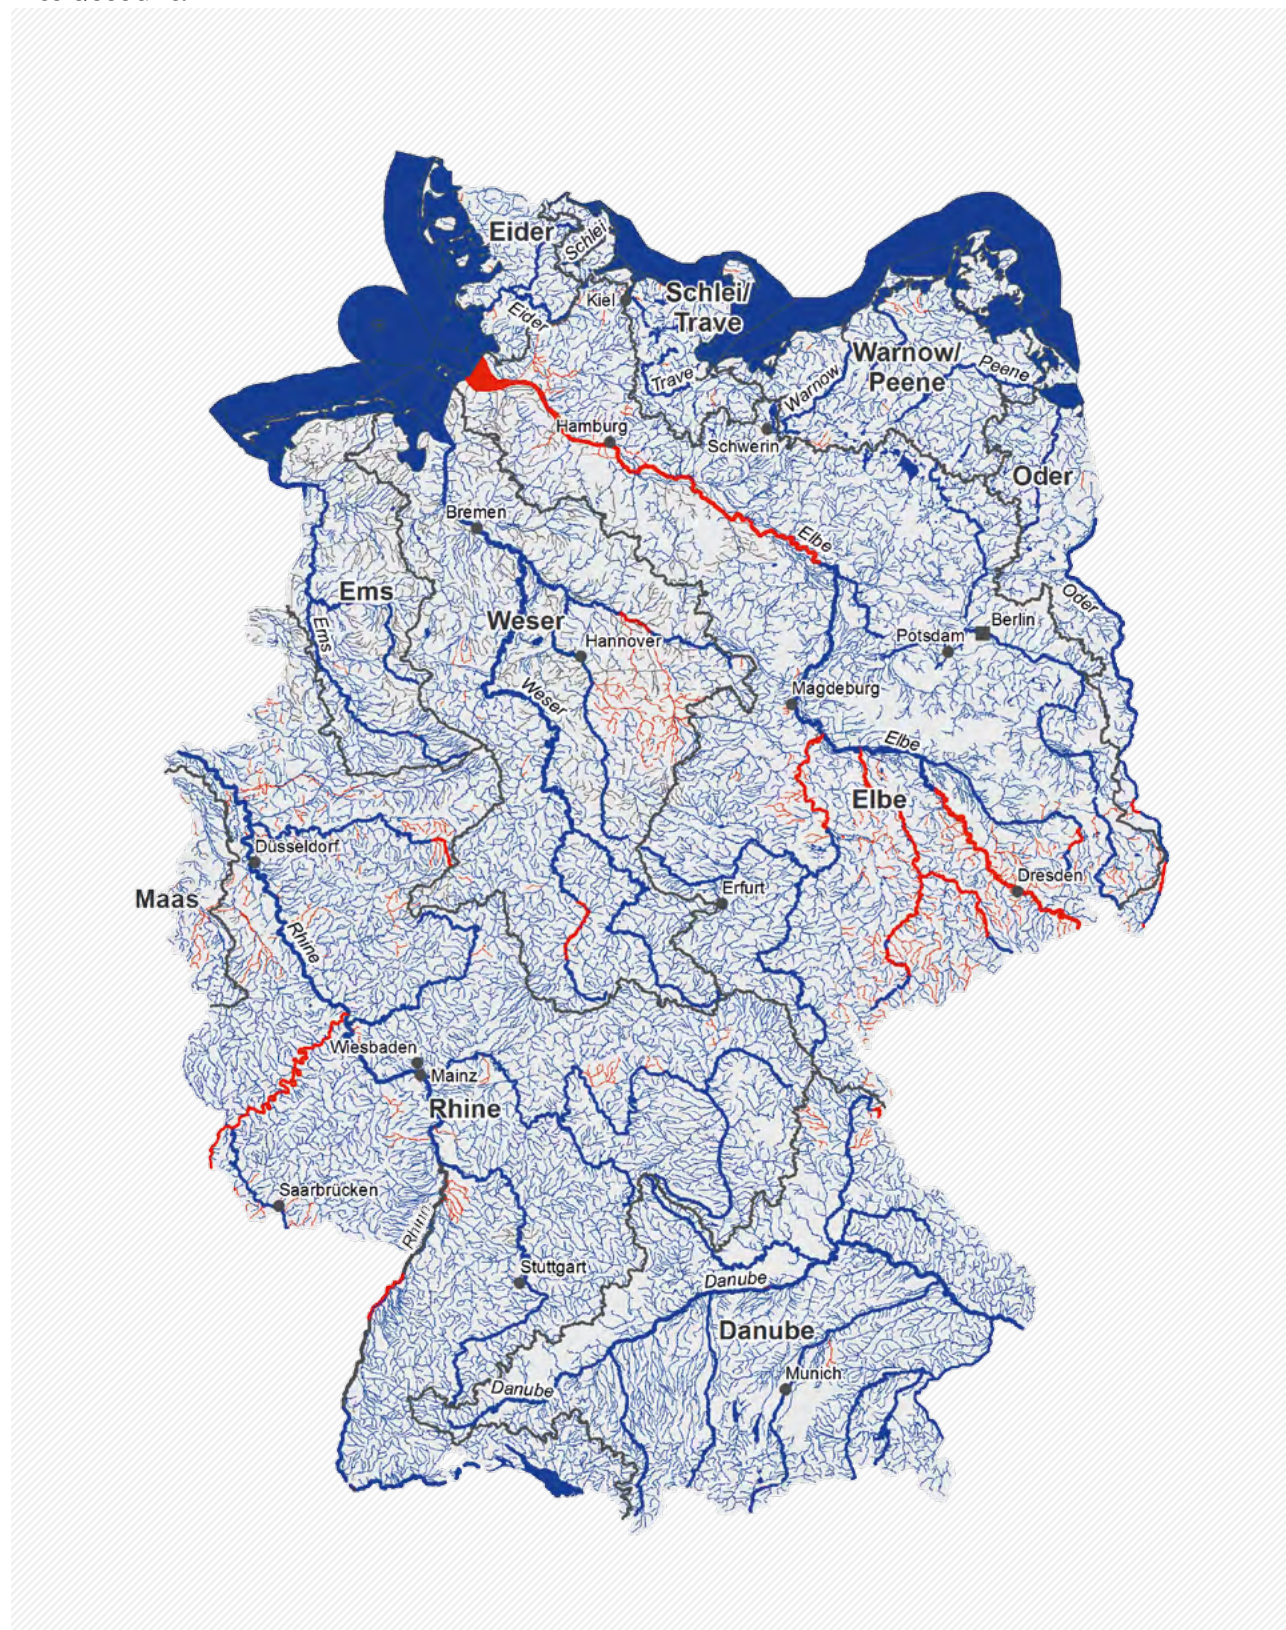 Eider
Schlei
Kiel
Schlei/
Trave
Eider
Warnow/
Peene
Peene
Trave
Warnow
Hamburg
Schwerin
Oder
Bremen
Elbe
Ems
Oder
Weser
Berlin
Ems
Hannover
Potsdam
Weser
Magdeburg
Elbe
Elbe
Düsseldorf
Dresden
Erfurt
Maas
Rhine
Wiesbaden
Mainz
Rhine
Saarbrücken
Stuttgart
Danube
Danube
Munich
Danube